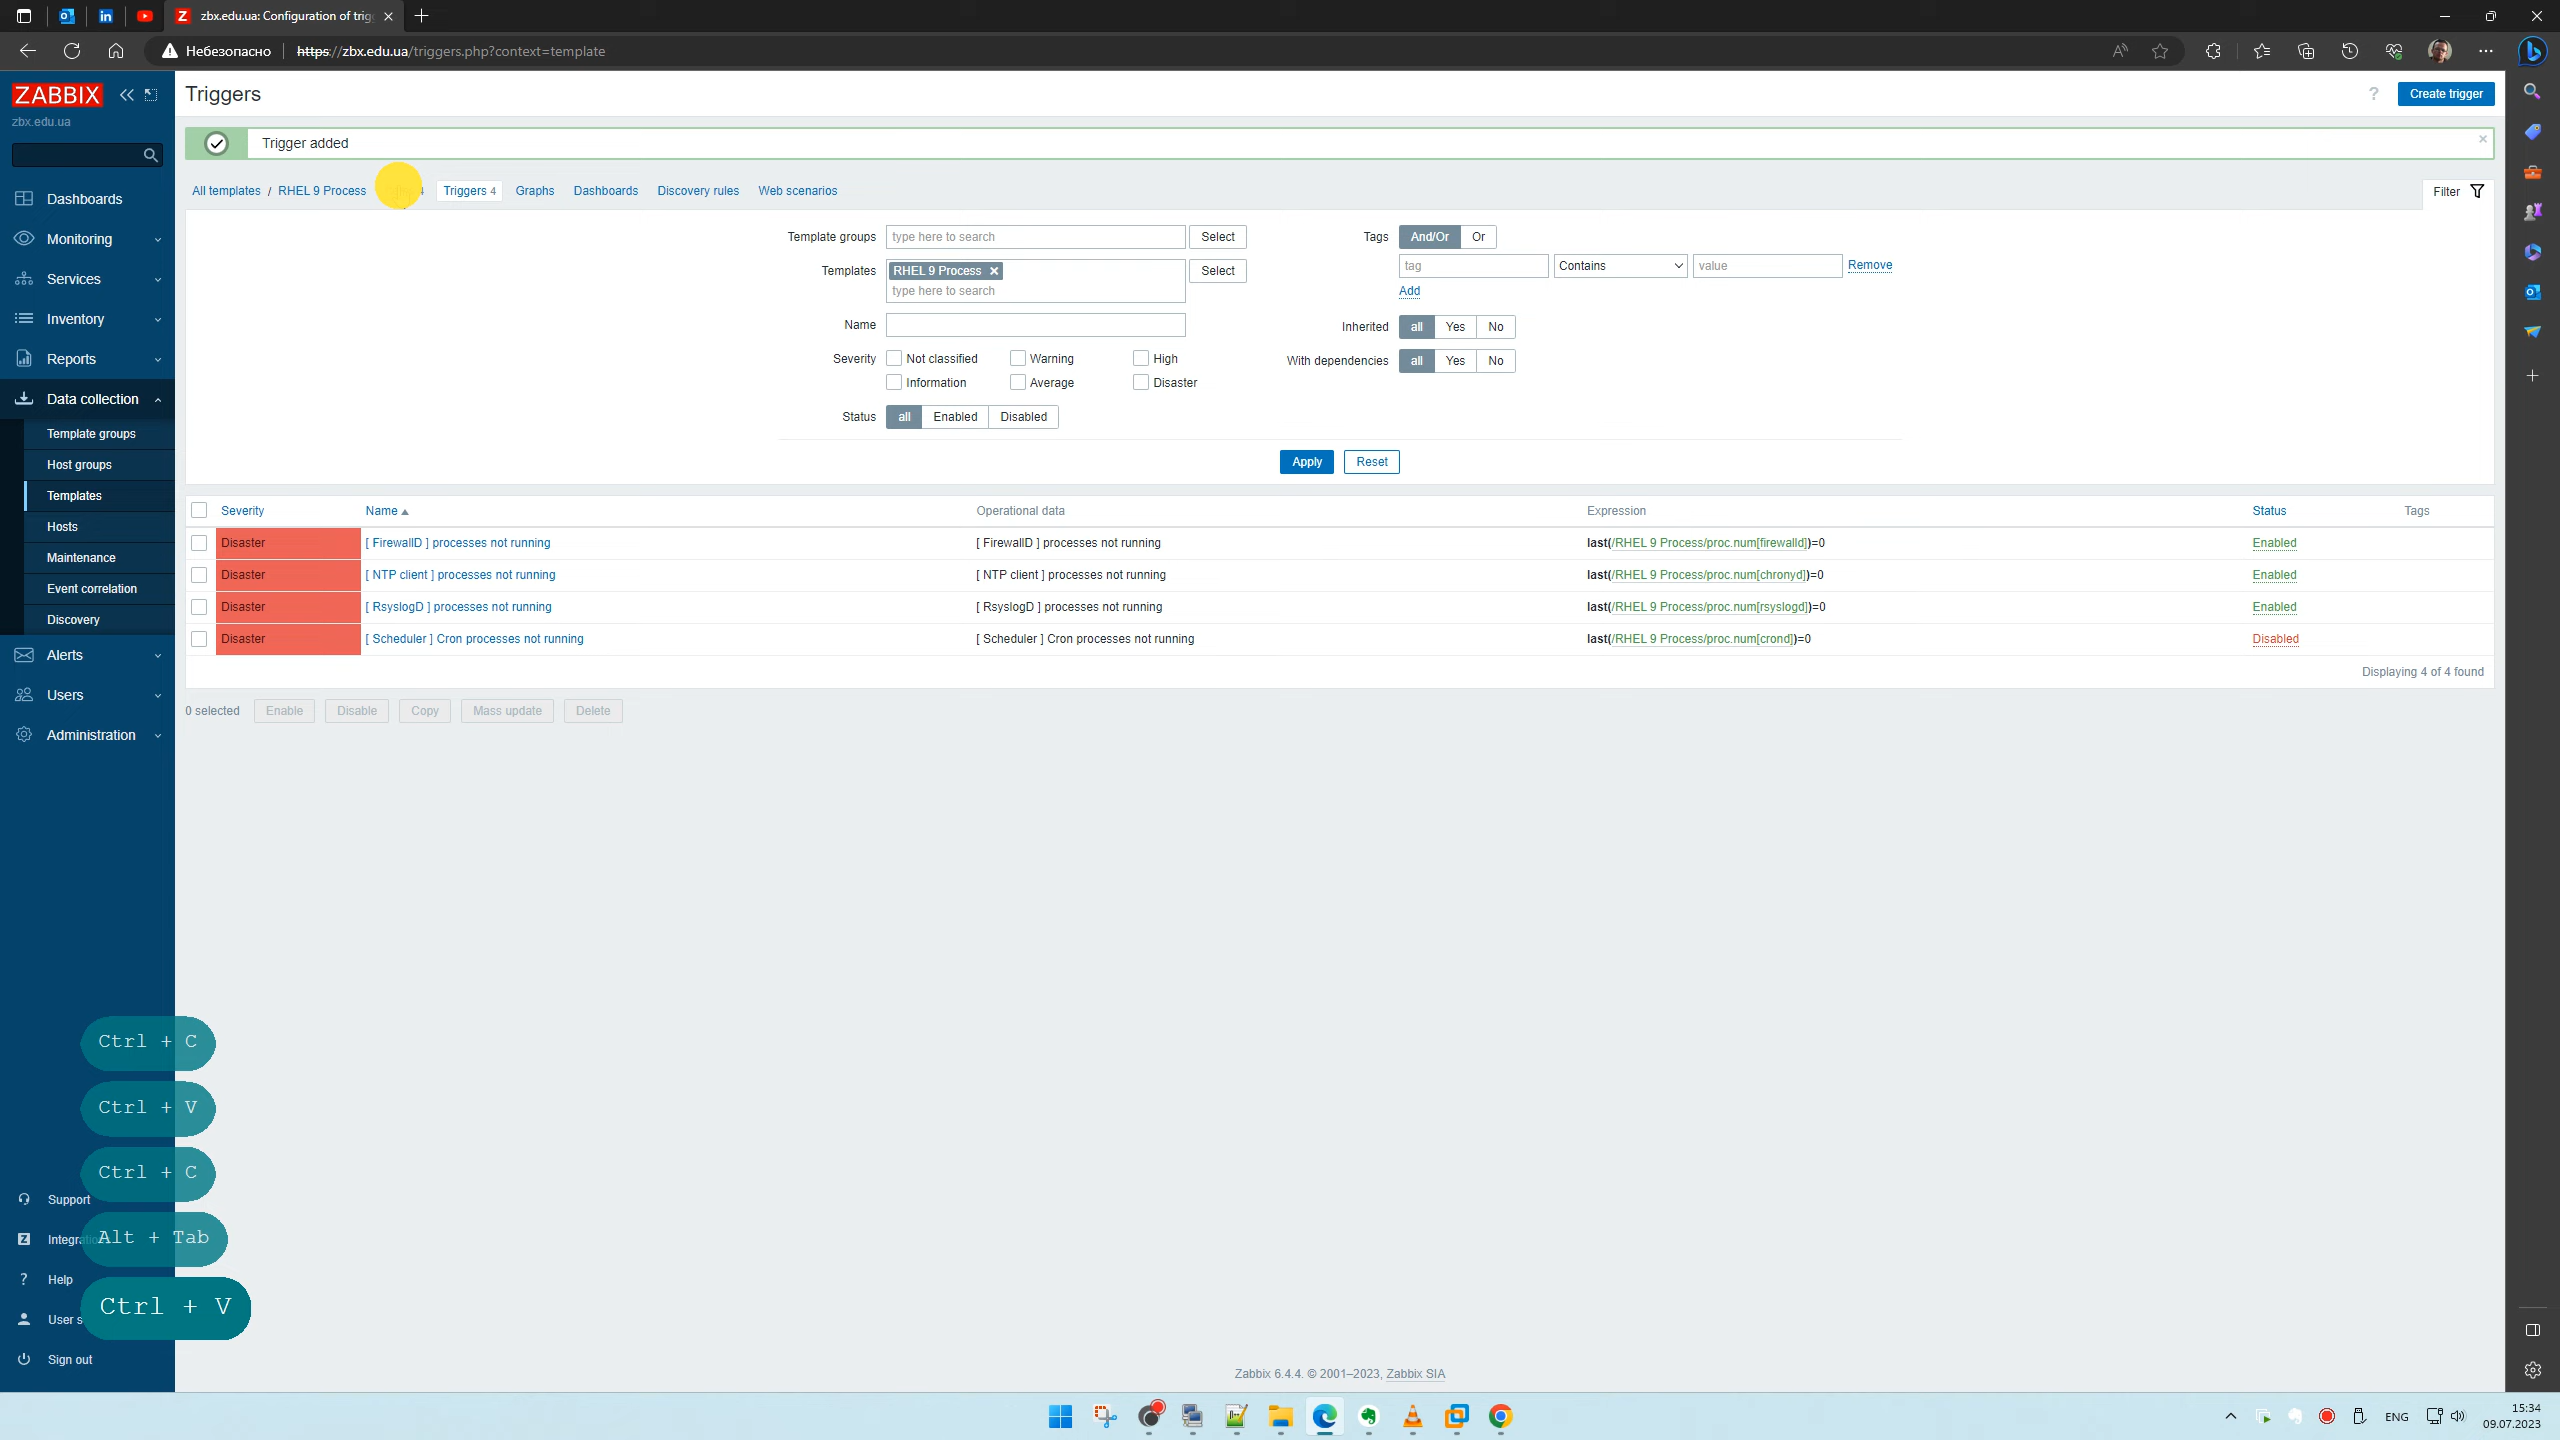 zbx.edu.ua: Configuration of trig
Небезопасно
https://zbx.edu.ua/triggers.php?context=template
ZABBIX
zbx.edu.ua
Dashboards
Monitoring
Services
Inventory
Reports
Data collection
Template groups
Host groups
Templates
Hosts
Maintenance
Event correlation
Discovery
Alerts
Users
Administration
Support
Help
Sign out
Triggers
? Create trigger
Trigger added
All templates / RHEL 9 Process 4 Triggers 4 Graphs Dashboards Discovery rules Web scenarios
Filter
Template groups type here to search Select
Templates RHEL 9 Process Select
type here to search
Name
Severity Not classified Warning High
Information Average Disaster
Status all Enabled Disabled
Tags And/Or Or
tag Contains value Remove
Add
Inherited all Yes No
With dependencies all Yes No
Apply Reset
Severity Name Operational data Expression Status Tags
Disaster [ FirewallD ] processes not running [ FirewallD ] processes not running last(/RHEL 9 Process/proc.num[firewalld])=0 Enabled
Disaster [ NTP client ] processes not running [ NTP client ] processes not running last(/RHEL 9 Process/proc.num[chronyd])=0 Enabled
Disaster [ RsyslogD ] processes not running [ RsyslogD ] processes not running last(/RHEL 9 Process/proc.num[rsyslogd])=0 Enabled
Disaster [ Scheduler ] Cron processes not running [ Scheduler ] Cron processes not running last(/RHEL 9 Process/proc.num[crond])=0 Disabled
Displaying 4 of 4 found
0 selected Enable Disable Copy Mass update Delete
Ctrl + C
Ctrl + V
Ctrl + C
Alt + Tab
Ctrl + V
Zabbix 6.4.4. © 2001–2023, Zabbix SIA
ENG
15:34
09.07.2023